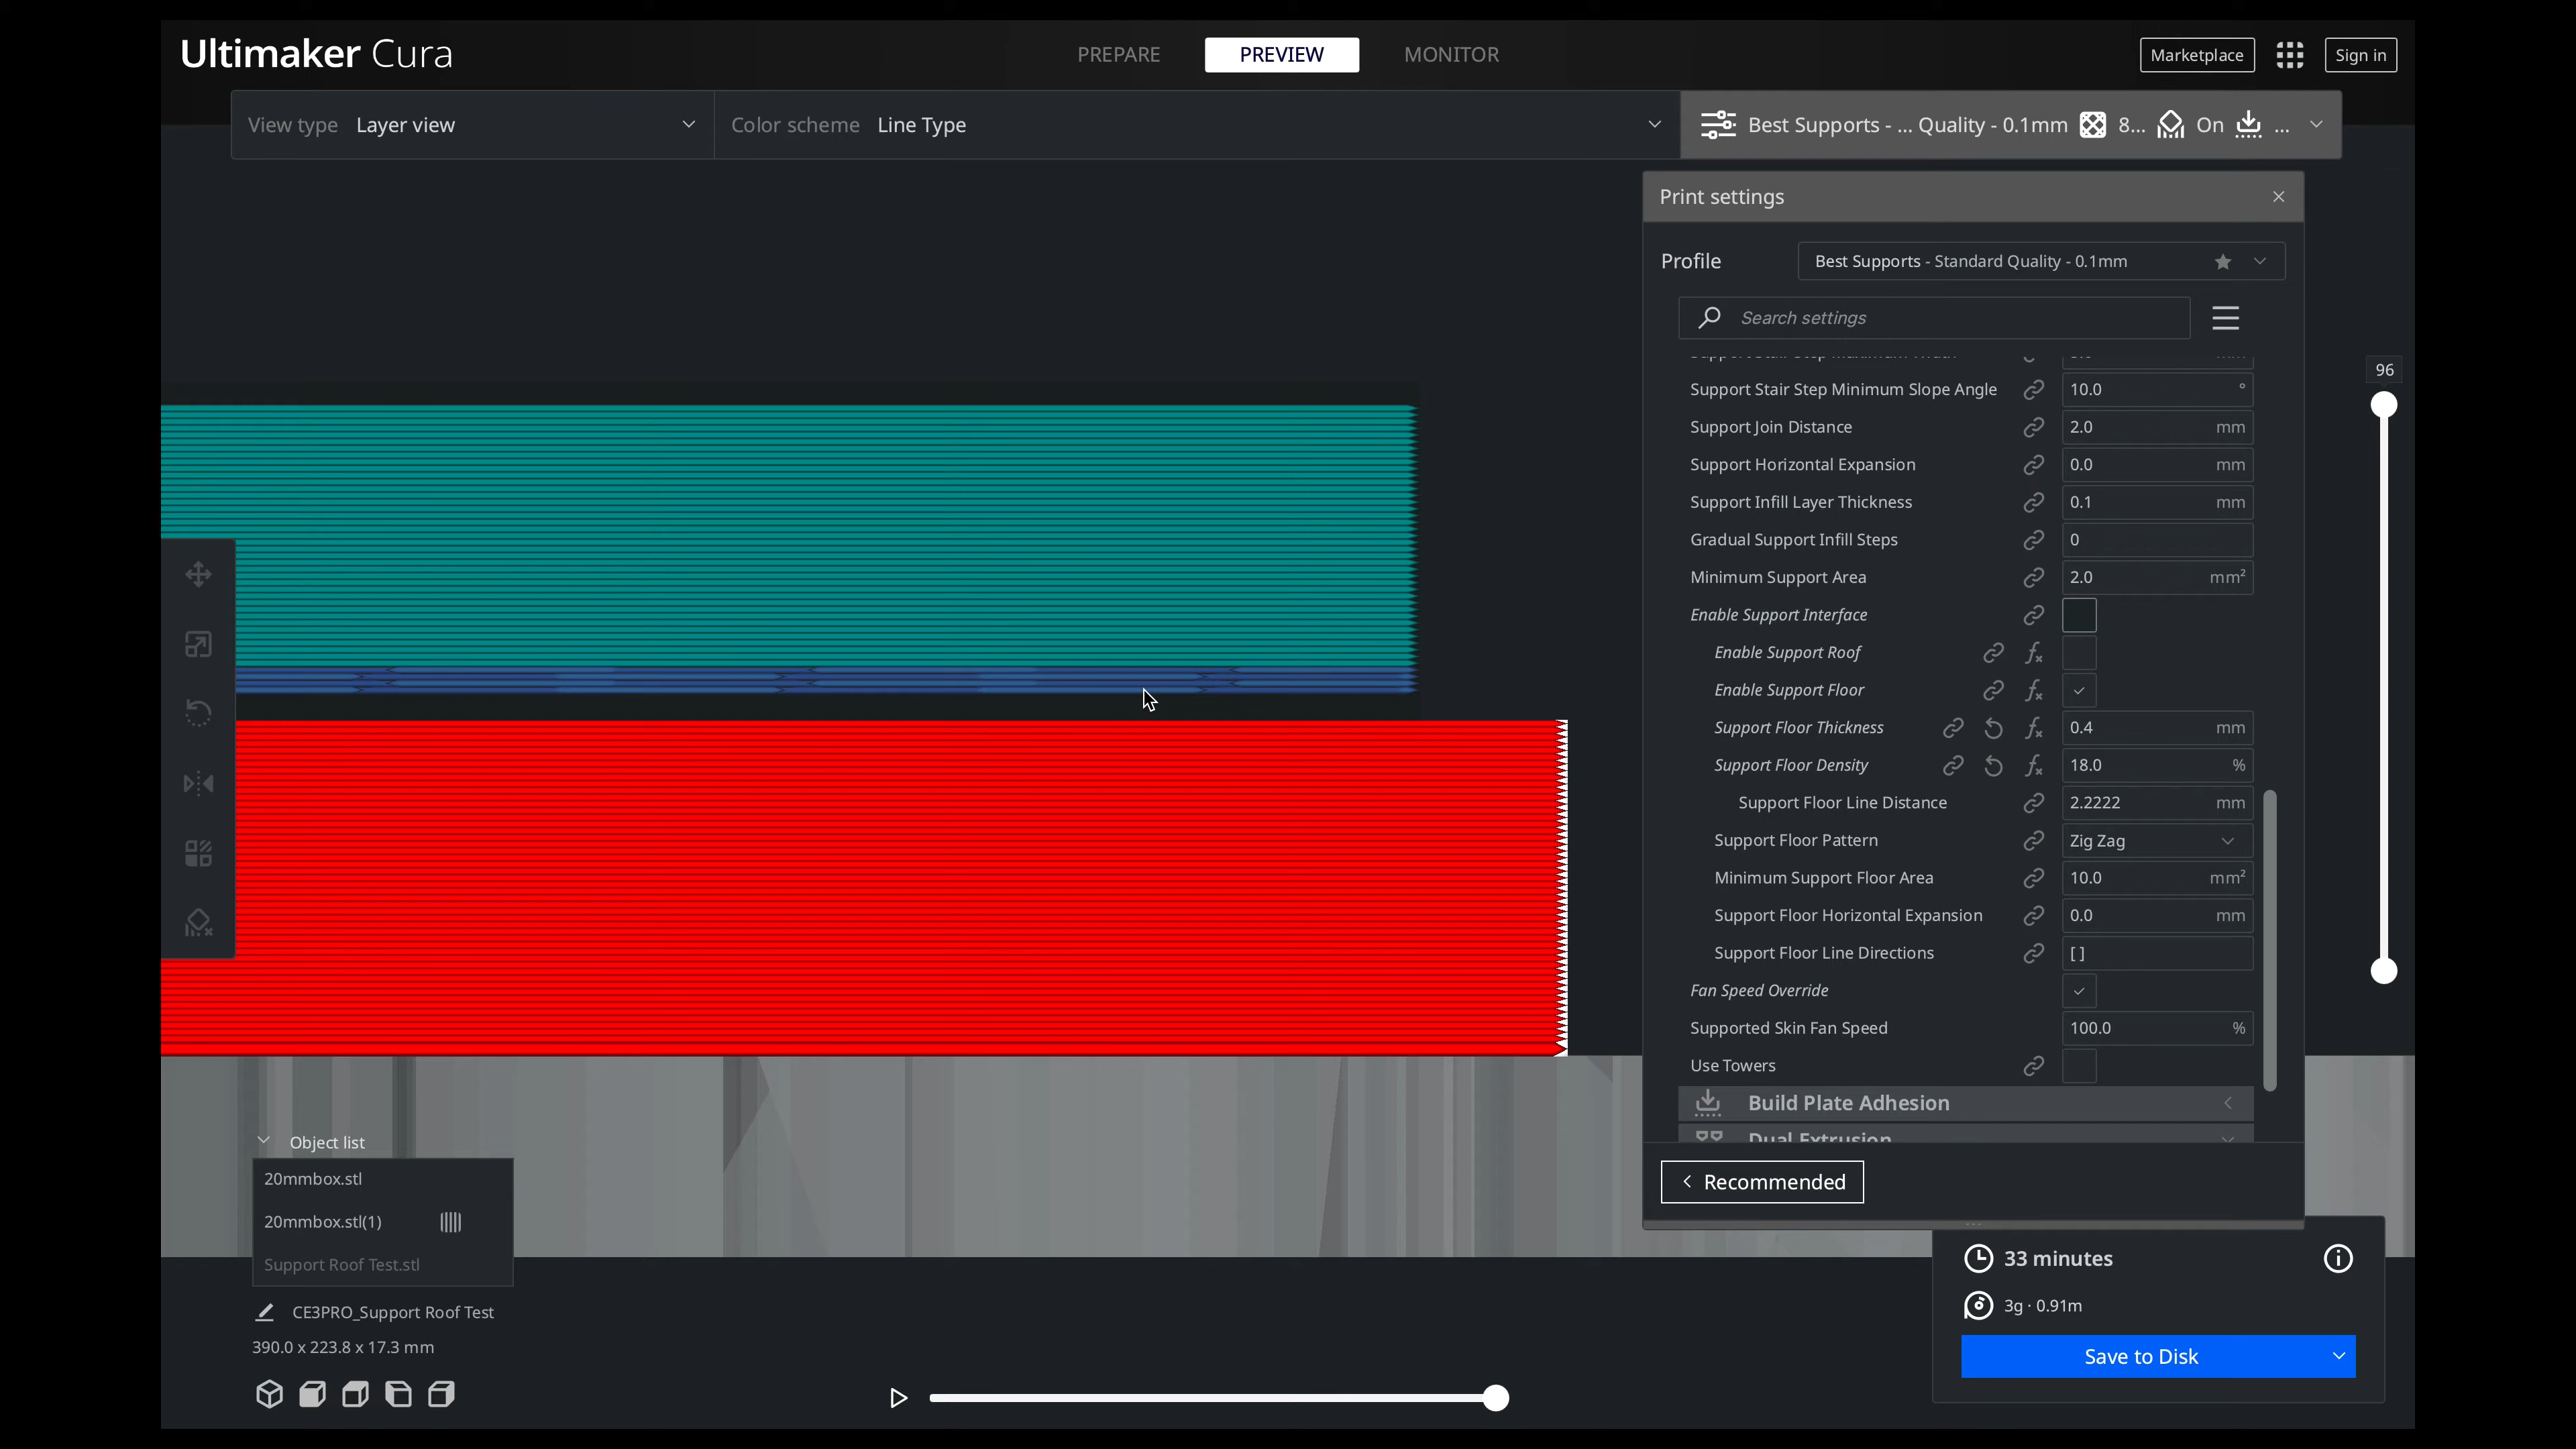 Ultimaker Cura
PREPARE
PREVIEW
MONITOR
Marketplace
Sign in
View type Layer view
Color scheme Line Type
Best Supports - ... Quality - 0.1mm 8... On ...
Print settings
Profile Best Supports - Standard Quality - 0.1mm
Search settings
Support Stair Step Minimum Slope Angle 10.0 °
Support Join Distance 2.0 mm
Support Horizontal Expansion 0.0 mm
Support Infill Layer Thickness 0.1 mm
Gradual Support Infill Steps 0
Minimum Support Area 2.0 mm²
Enable Support Interface
Enable Support Roof
Enable Support Floor
Support Floor Thickness 0.4 mm
Support Floor Density 18.0 %
Support Floor Line Distance 2.2222 mm
Support Floor Pattern Zig Zag
Minimum Support Floor Area 10.0 mm²
Support Floor Horizontal Expansion 0.0 mm
Support Floor Line Directions [ ]
Fan Speed Override
Supported Skin Fan Speed 100.0 %
Use Towers
Build Plate Adhesion
Dual Extrusion
Recommended
96
Object list
20mmbox.stl
20mmbox.stl(1)
Support Roof Test.stl
CE3PRO_Support Roof Test
390.0 x 223.8 x 17.3 mm
33 minutes
3g · 0.91m
Save to Disk